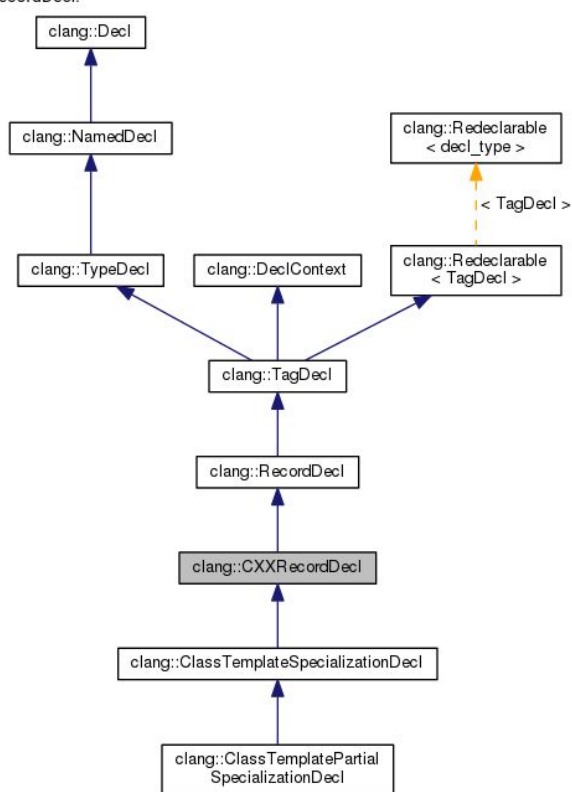 clang::Decl
clang::NamedDecl
clang::Redeclarable
< decl_type >
< TagDecl >
clang::TypeDecl
clang::DeclContext
clang::Redeclarable
< TagDecl >
clang::TagDecl
clang::RecordDecl
clang::CXXRecordDecl
clang::ClassTemplateSpecializationDecl
clang::ClassTemplatePartial
SpecializationDecl